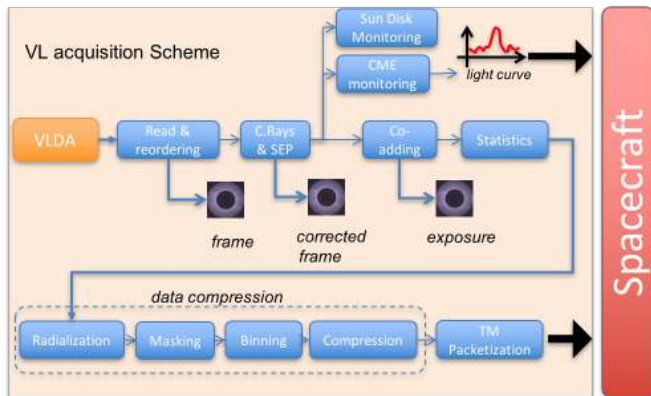 VL acquisition Scheme
Sun Disk
Monitoring
CME
monitoring
light curve
VLDA
Read &
reordering
C.Rays
& SEP
Co-
adding
Statistics
frame
corrected
frame
exposure
data compression
Radialization
Masking
Binning
Compression
TM
Packetization
Spacecraft